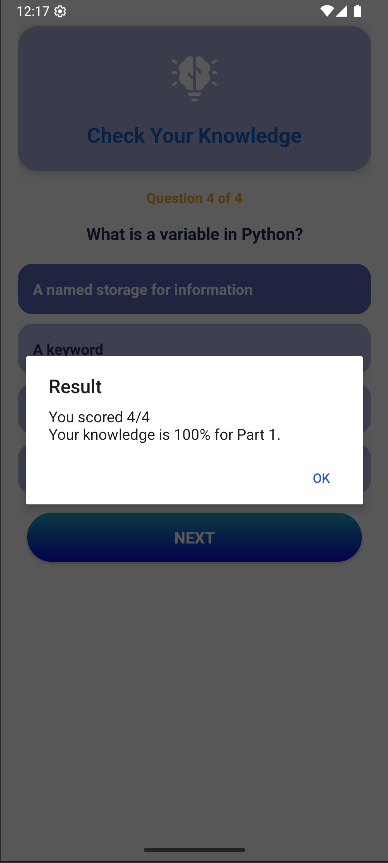 12:17
Check Your Knowledge
Question 4 of 4
What is a variable in Python?
A named storage for information
A keyword
Result
You scored 4/4
Your knowledge is 100% for Part 1.
OK
NEXT